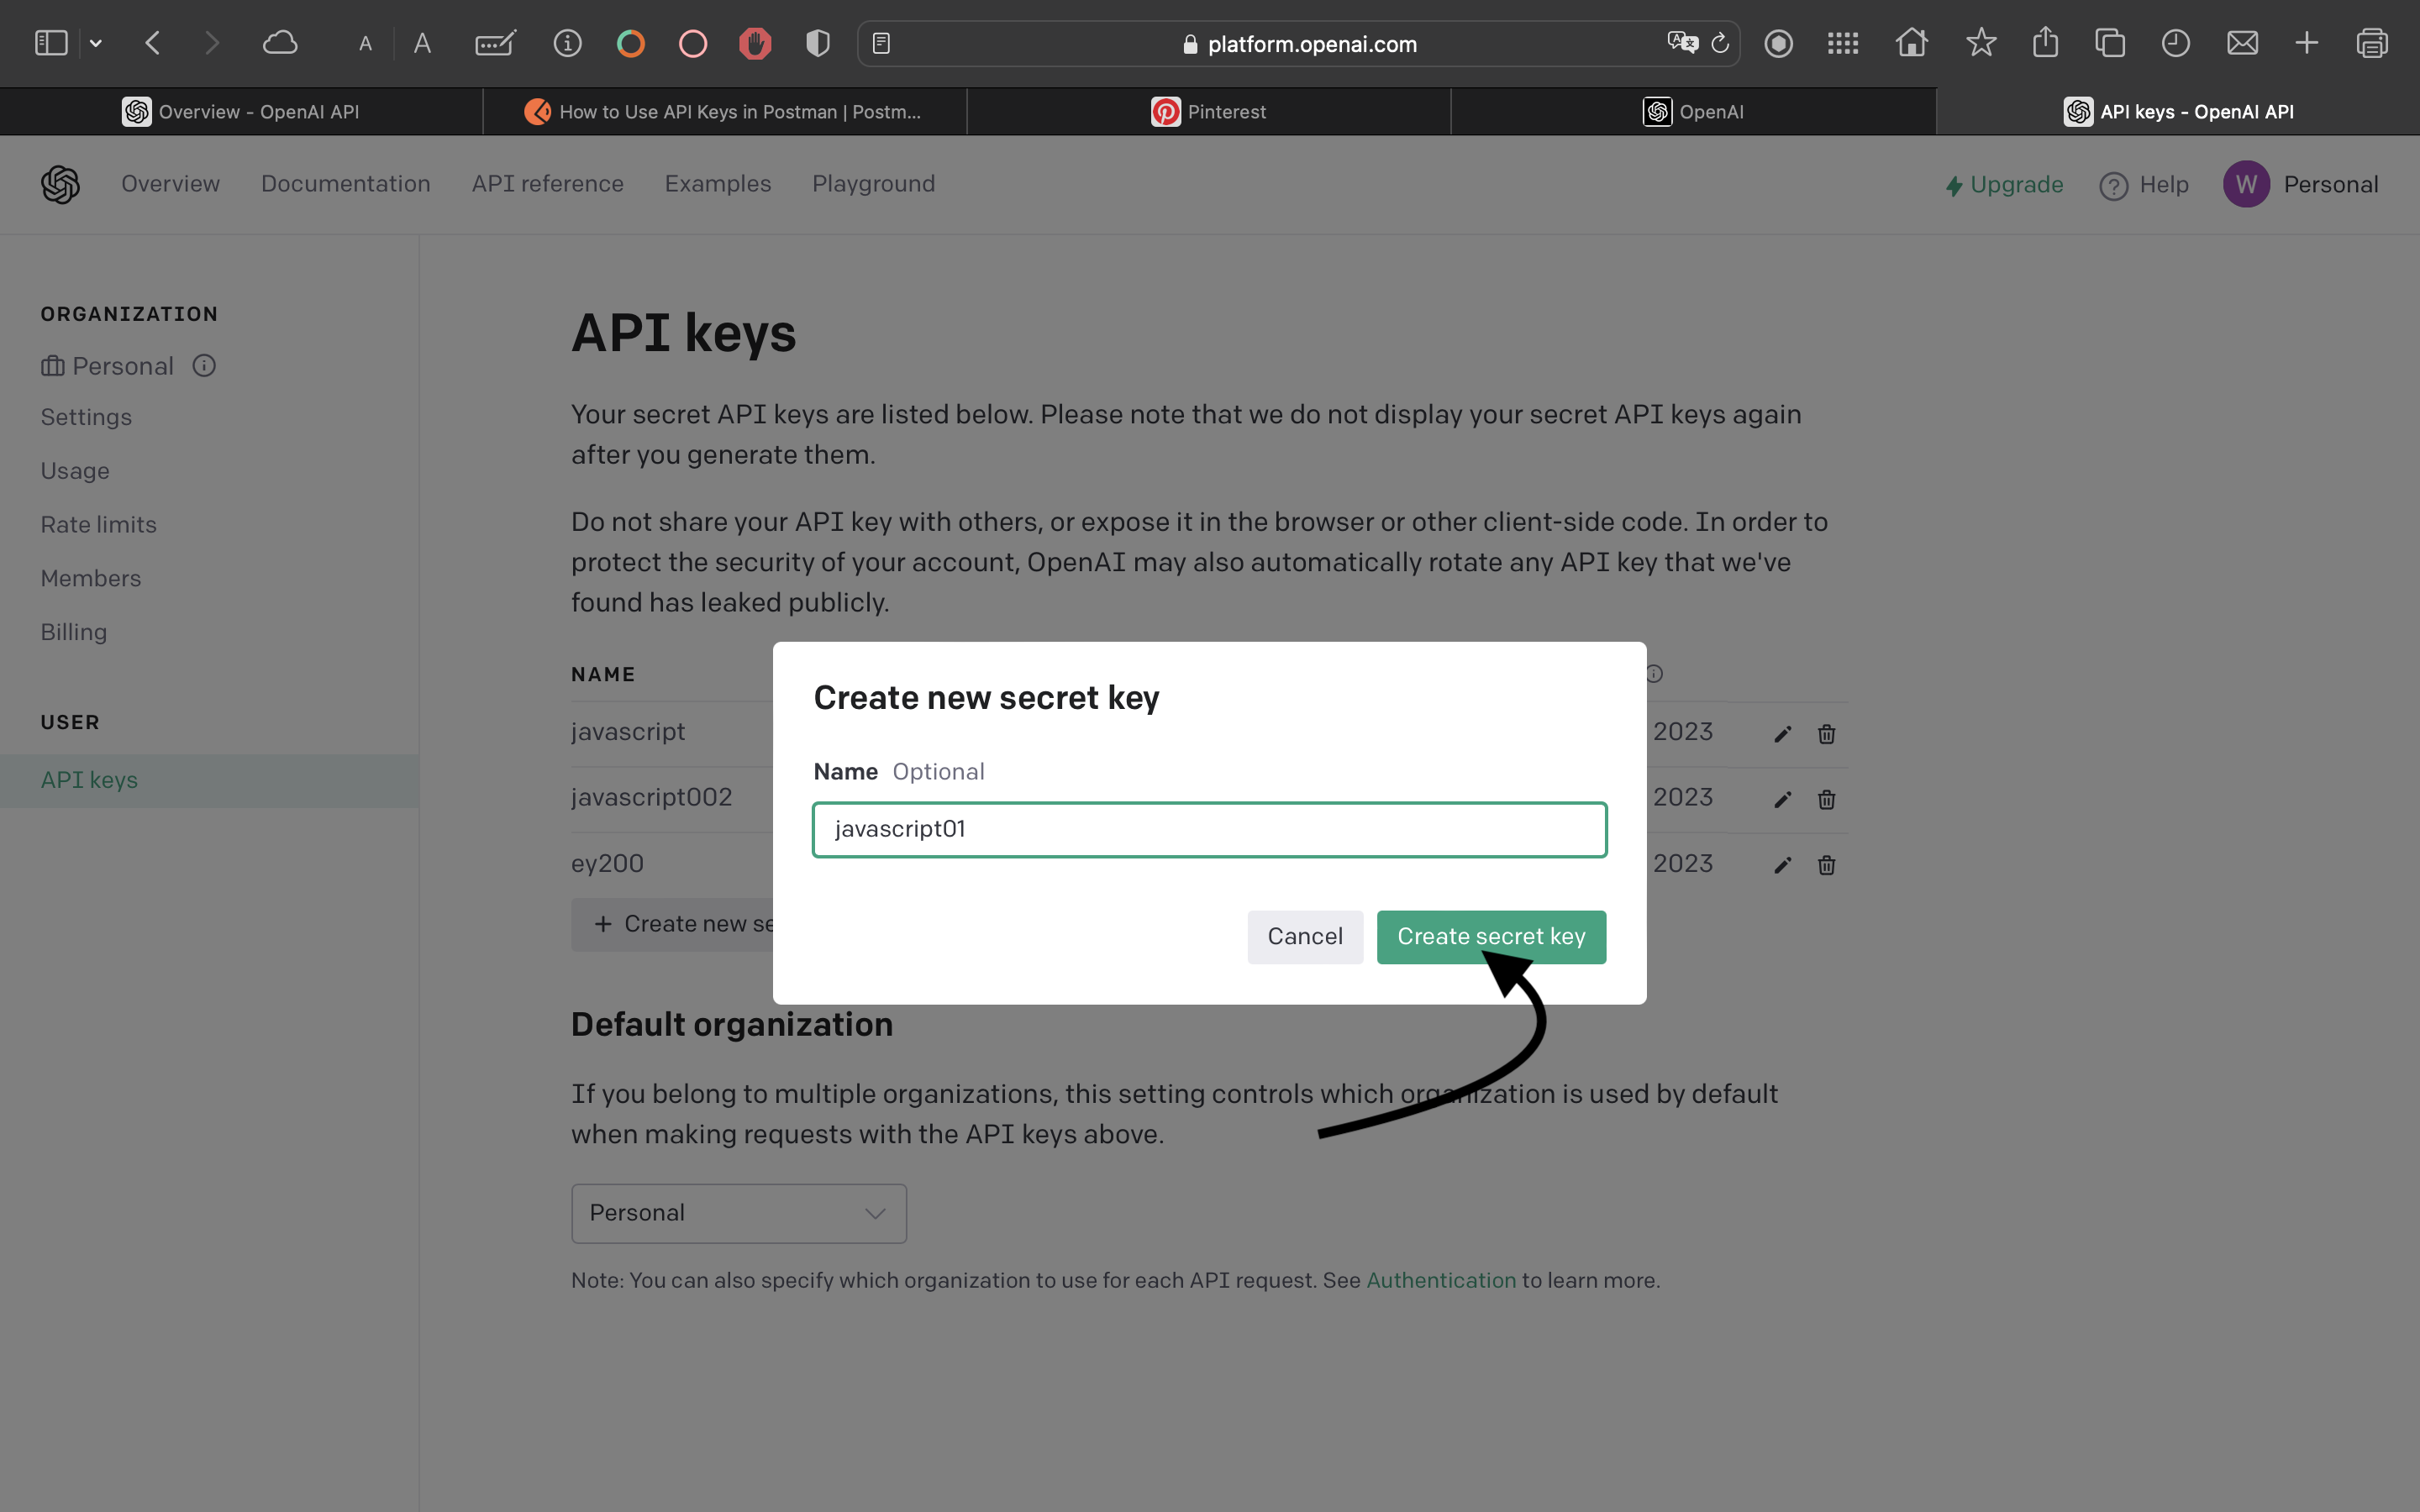 A A platform.openai.com
Overview - OpenAI API
How to Use API Keys in Postman | Postm...
Pinterest
OpenAI
API keys - OpenAI API
Overview Documentation API reference Examples Playground
Upgrade ? Help W Personal
ORGANIZATION
Personal
Settings
Usage
Rate limits
Members
Billing
USER
API keys
API keys
Your secret API keys are listed below. Please note that we do not display your secret API keys again
after you generate them.
Do not share your API key with others, or expose it in the browser or other client-side code. In order to
protect the security of your account, OpenAI may also automatically rotate any API key that we've
found has leaked publicly.
NAME
javascript 2023
javascript002 2023
ey200 2023
+ Create new se
Create new secret key
Name Optional
javascript01
Cancel Create secret key
Default organization
If you belong to multiple organizations, this setting controls which organization is used by default
when making requests with the API keys above.
Personal
Note: You can also specify which organization to use for each API request. See Authentication to learn more.